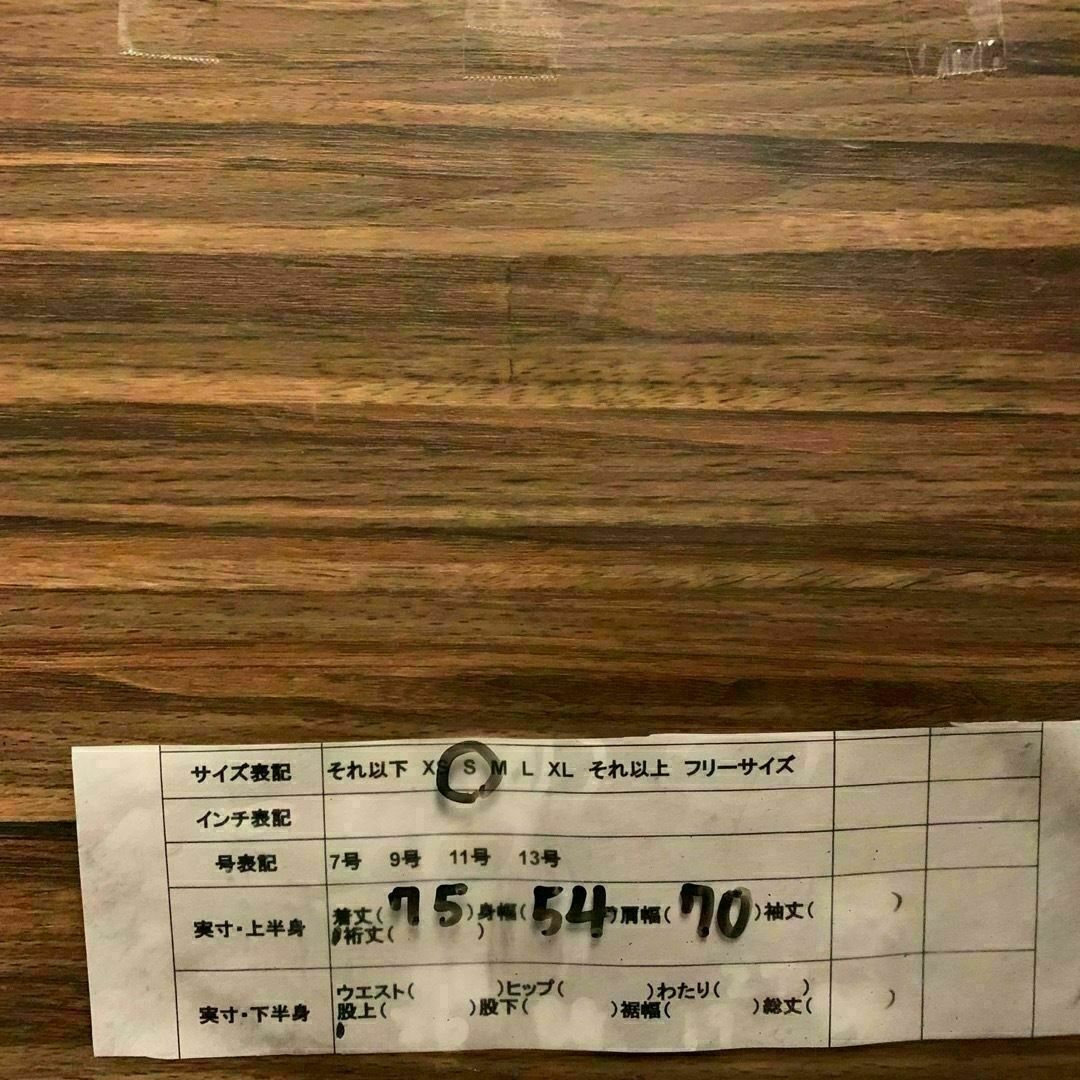 サイズ表記 それ以下 XS S M L XL それ以上 フリーサイズ
インチ表記
号表記 7号 9号 11号 13号
実寸・上半身 着丈( 75 )身幅( 54 )肩幅( 70 )袖丈( )
裄丈( )
実寸・下半身 ウエスト( )ヒップ( )わたり( )
股上( )股下( )裾幅( )総丈( )